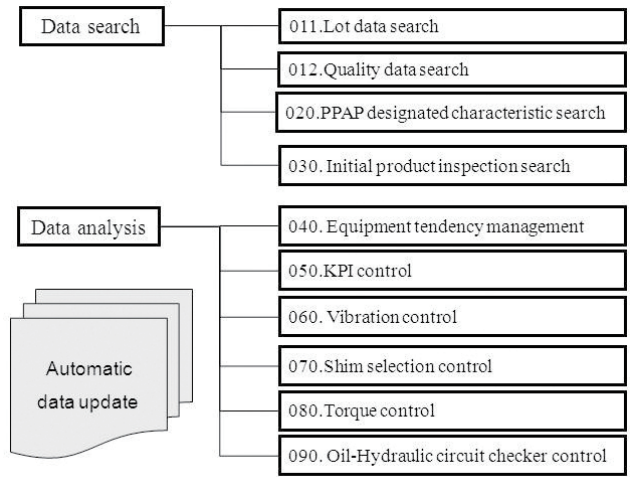 Data search
011.Lot data search
012.Quality data search
020.PPAP designated characteristic search
030. Initial product inspection search
Data analysis
040. Equipment tendency management
050.KPI control
060. Vibration control
070.Shim selection control
080.Torque control
090. Oil-Hydraulic circuit checker control
Automatic
data update